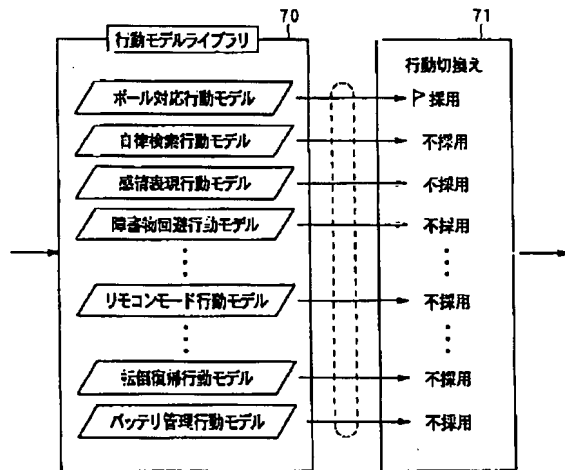 70
71
行動モデルライブラリ
行動切換え
ボール対応行動モデル
採用
自律検索行動モデル
不採用
感情表現行動モデル
不採用
障害物回避行動モデル
不採用
リモコンモード行動モデル
不採用
転倒復帰行動モデル
不採用
バッテリ管理行動モデル
不採用